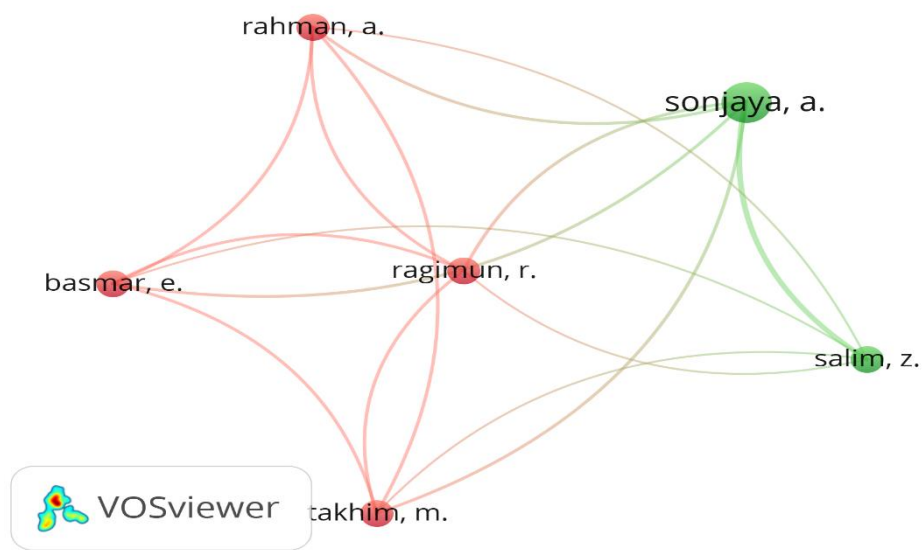 rahman, a.
sonjaya, a.
basmar, e.
ragimun, r.
salim, z.
VOSviewer
takhim, m.